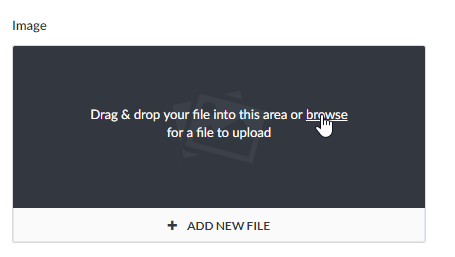 Image
Drag & drop your file into this area or browse
for a file to upload
+ ADD NEW FILE